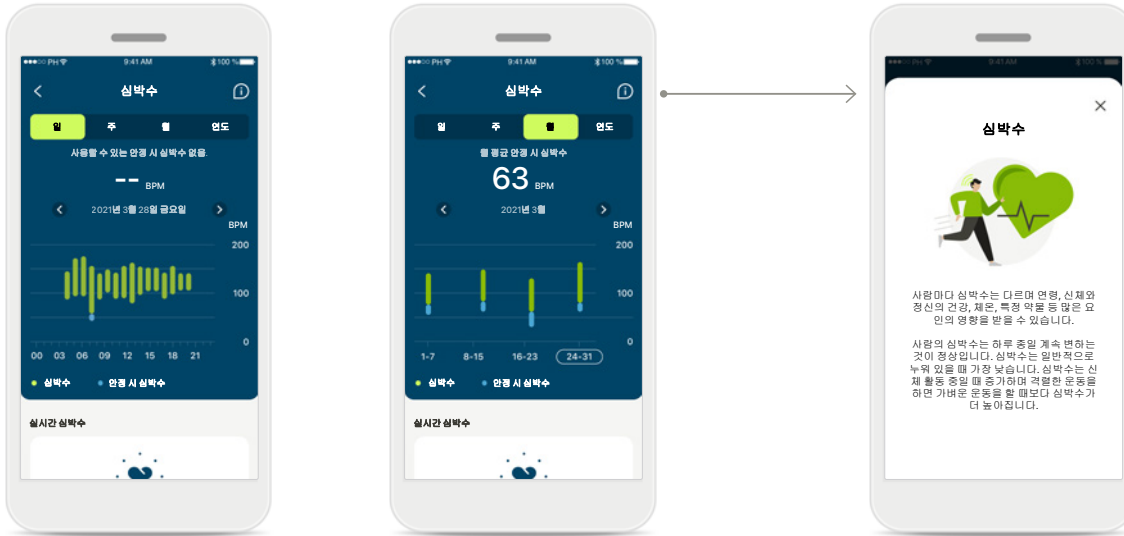 PH 9:41 AM 100 %
심박수
일 주 월 연도
사용할 수 있는 안정 시 심박수 없음.
-- BPM
2021년 3월 28일 금요일
BPM
200
100
0
00 03 06 09 12 15 18 21
심박수 안정 시 심박수
실시간 심박수
PH 9:41 AM 100 %
심박수
일 주 월 연도
월 평균 안정 시 심박수
63 BPM
2021년 3월
BPM
200
100
0
1-7 8-15 16-23 24-31
심박수 안정 시 심박수
실시간 심박수
PH 9:41 AM 100 %
심박수
사람마다 심박수는 다르며 연령, 신체와
정신의 건강, 체온, 특정 약물 등 많은 요
인의 영향을 받을 수 있습니다.
사람의 심박수는 하루 종일 계속 변하는
것이 정상입니다. 심박수는 일반적으로
누워 있을 때 가장 낮습니다. 심박수는 신
체 활동 중일 때 증가하며 격렬한 운동을
하면 가벼운 운동을 할 때보다 심박수가
더 높아집니다.